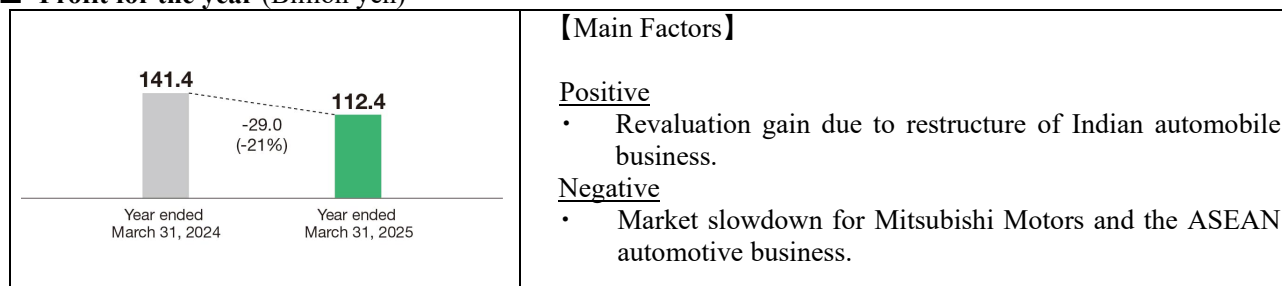 ■ Profit for the year (Billion yen)
141.4
112.4
-29.0
(-21%)
Year ended
March 31, 2024
Year ended
March 31, 2025
【Main Factors】
Positive
・ Revaluation gain due to restructure of Indian automobile
business.
Negative
・ Market slowdown for Mitsubishi Motors and the ASEAN
automotive business.